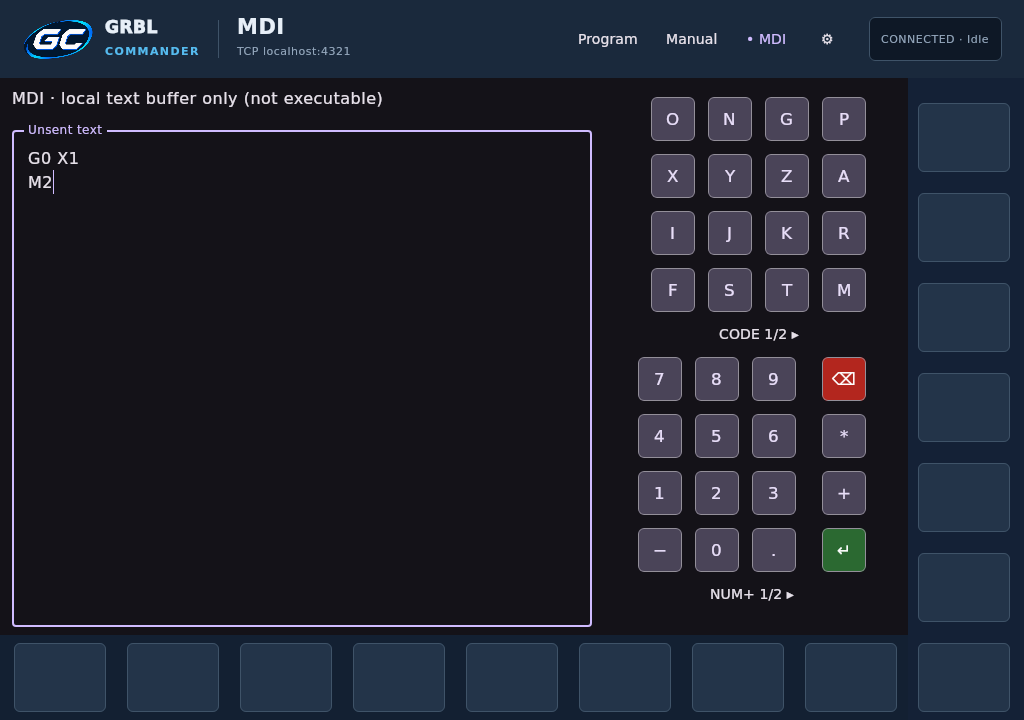 GC GRBL
COMMANDER
MDI
TCP localhost:4321
Program Manual • MDI ⚙ CONNECTED · Idle
MDI · local text buffer only (not executable)
Unsent text
G0 X1
M2
O N G P
X Y Z A
I J K R
F S T M
CODE 1/2 ▸
7 8 9 ⌫
4 5 6 *
1 2 3 +
− 0 . ↵
NUM+ 1/2 ▸